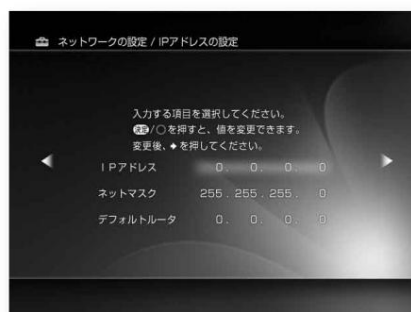 ネットワークの設定 / IPアドレスの設定
入力する項目を選択してください。
決定/○を押すと、値を変更できます。
変更後、➧を押してください。
IPアドレス 0. 0. 0. 0
ネットマスク 255. 255. 255. 0
デフォルトルータ 0. 0. 0. 0